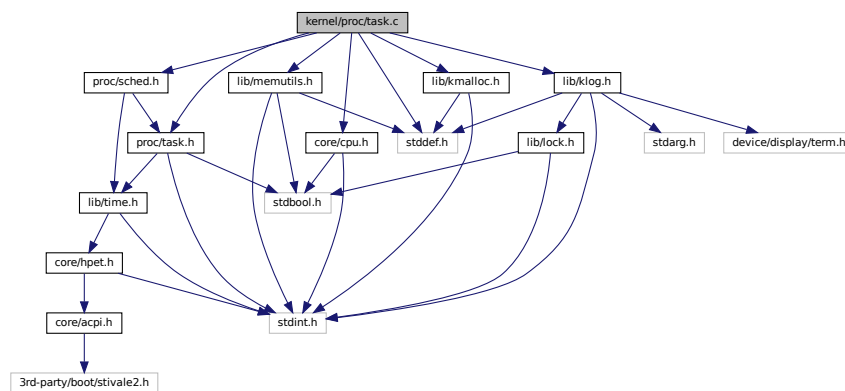 kernel/proc/task.c
proc/sched.h
lib/memutils.h
lib/kmalloc.h
lib/klog.h
proc/task.h
core/cpu.h
stddef.h
lib/lock.h
stdarg.h
device/display/term.h
lib/time.h
stdbool.h
core/hpet.h
core/acpi.h
stdint.h
3rd-party/boot/stivale2.h